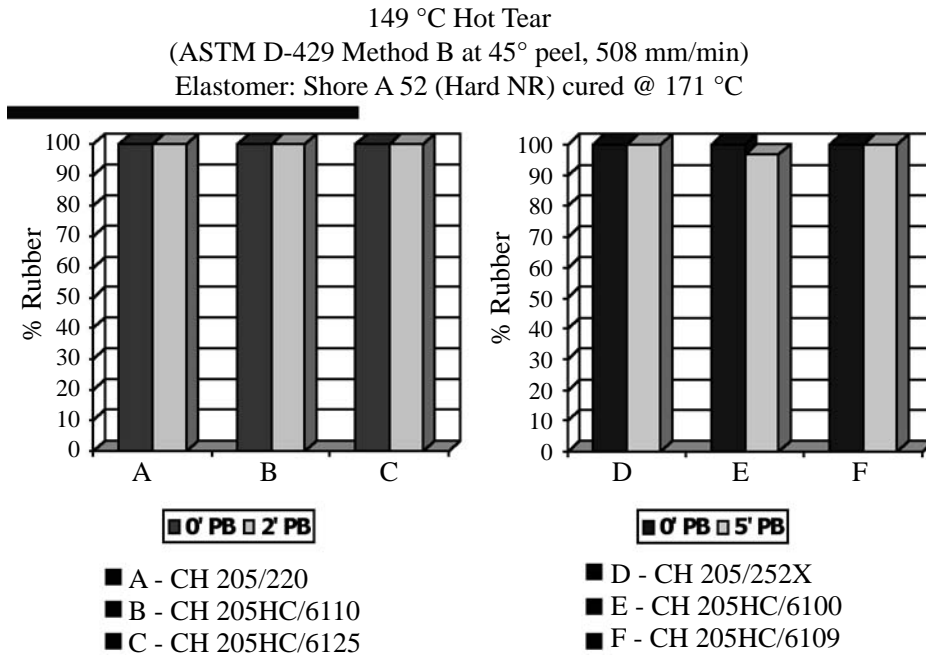 149 °C Hot Tear
(ASTM D-429 Method B at 45° peel, 508 mm/min)
Elastomer: Shore A 52 (Hard NR) cured @ 171 °C
% Rubber
100
90
80
70
60
50
40
30
20
10
0
A B C
0' PB 2' PB
A - CH 205/220
B - CH 205HC/6110
C - CH 205HC/6125
% Rubber
100
90
80
70
60
50
40
30
20
10
0
D E F
0' PB 5' PB
D - CH 205/252X
E - CH 205HC/6100
F - CH 205HC/6109